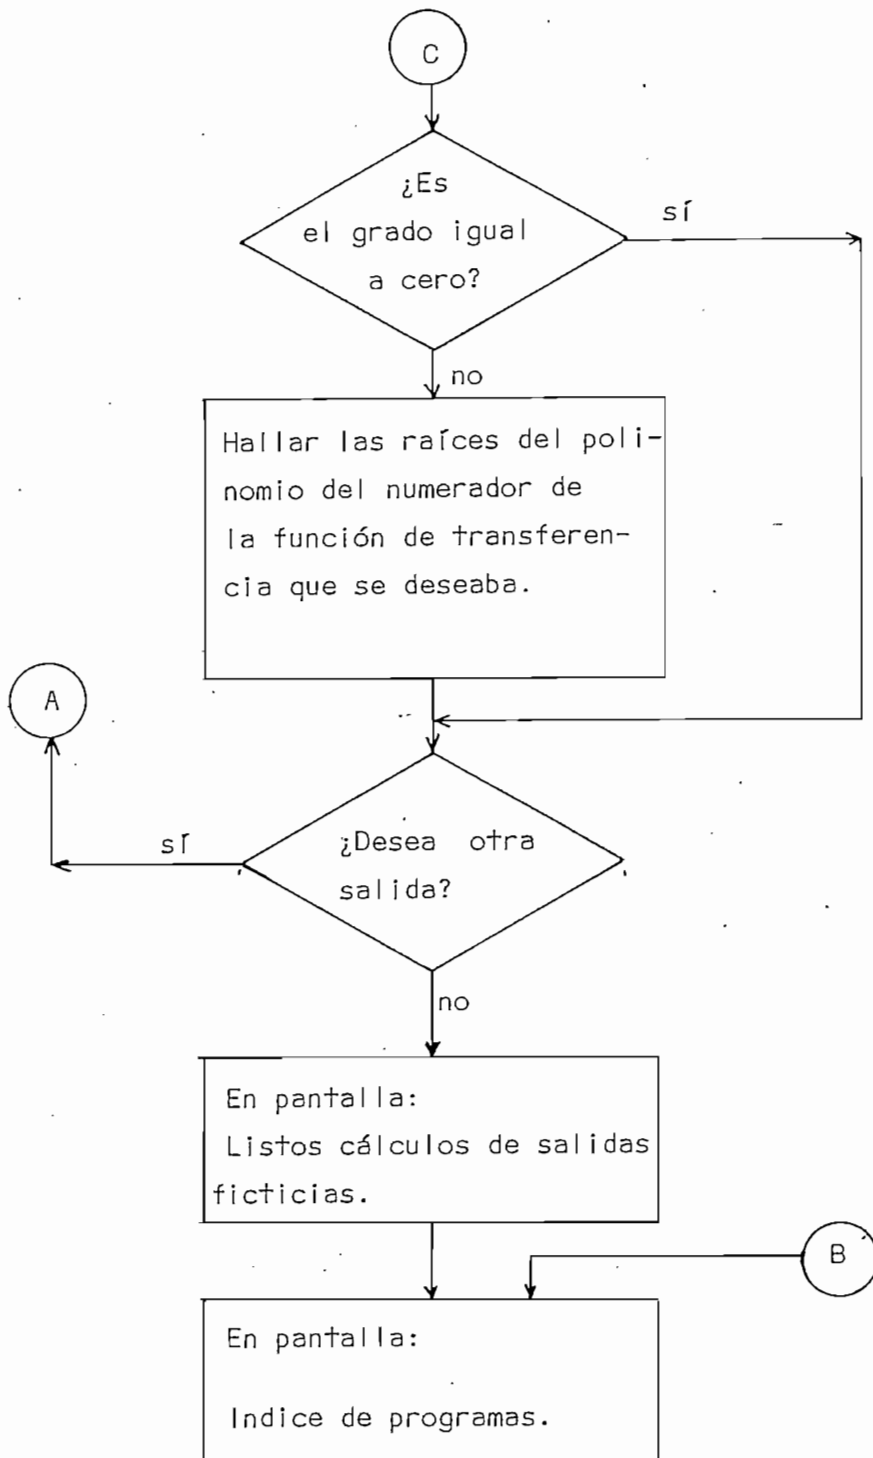 C
¿Es
el grado igual
a cero?
sí
no
Hallar las raíces del poli-
nomio del numerador de
la función de transferen-
cia que se deseaba.
A
sí
¿Desea otra
salida?
no
En pantalla:
Listos cálculos de salidas
ficticias.
B
En pantalla:
Indice de programas.